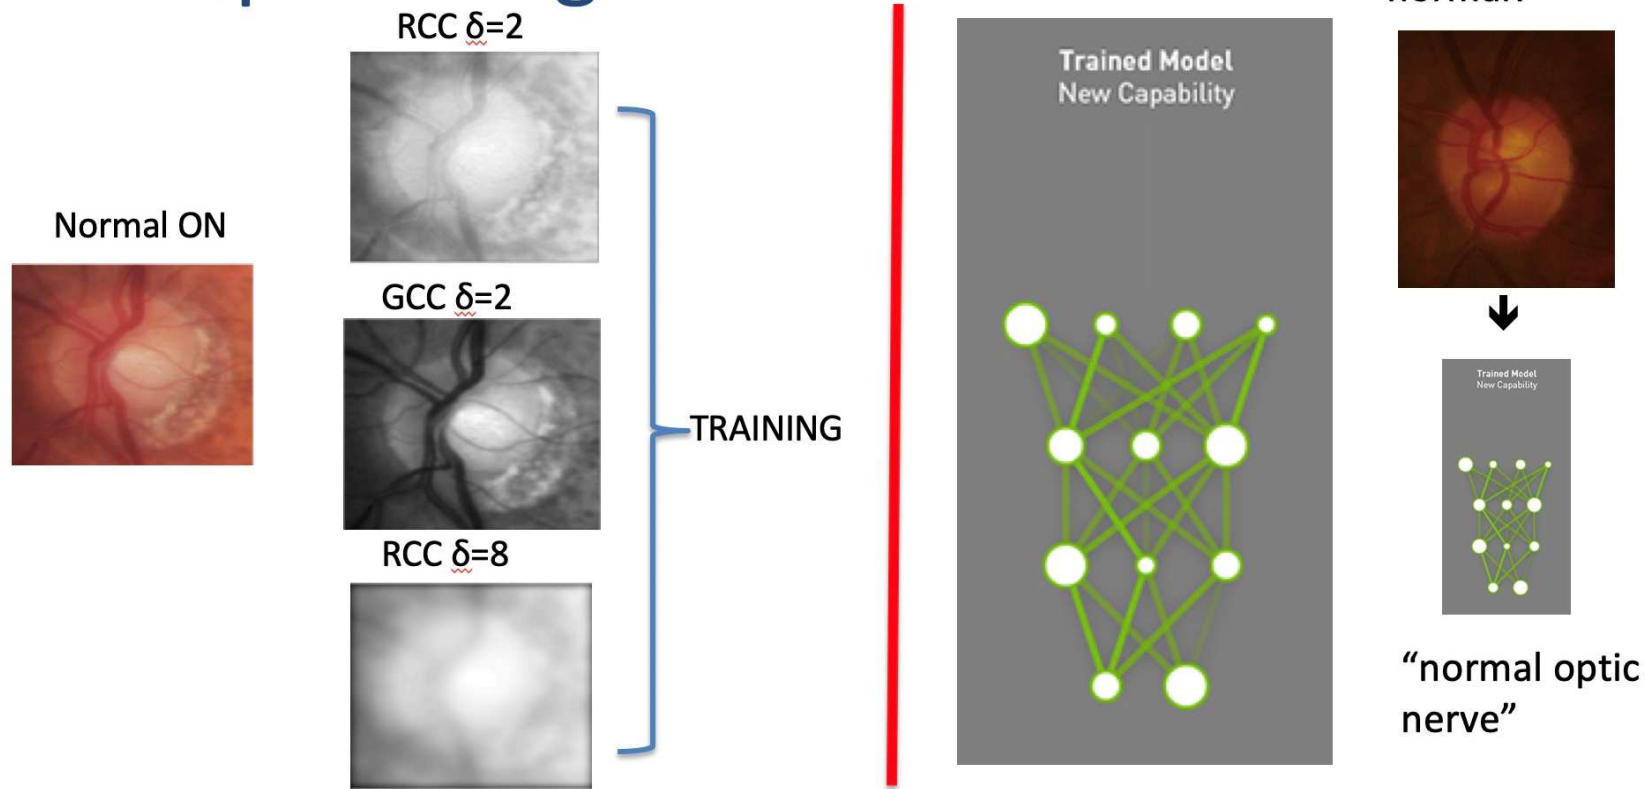 RCC δ=2
Normal ON
GCC δ=2
RCC δ=8
TRAINING
Trained Model
New Capability
Trained Model
New Capability
“normal optic
nerve”